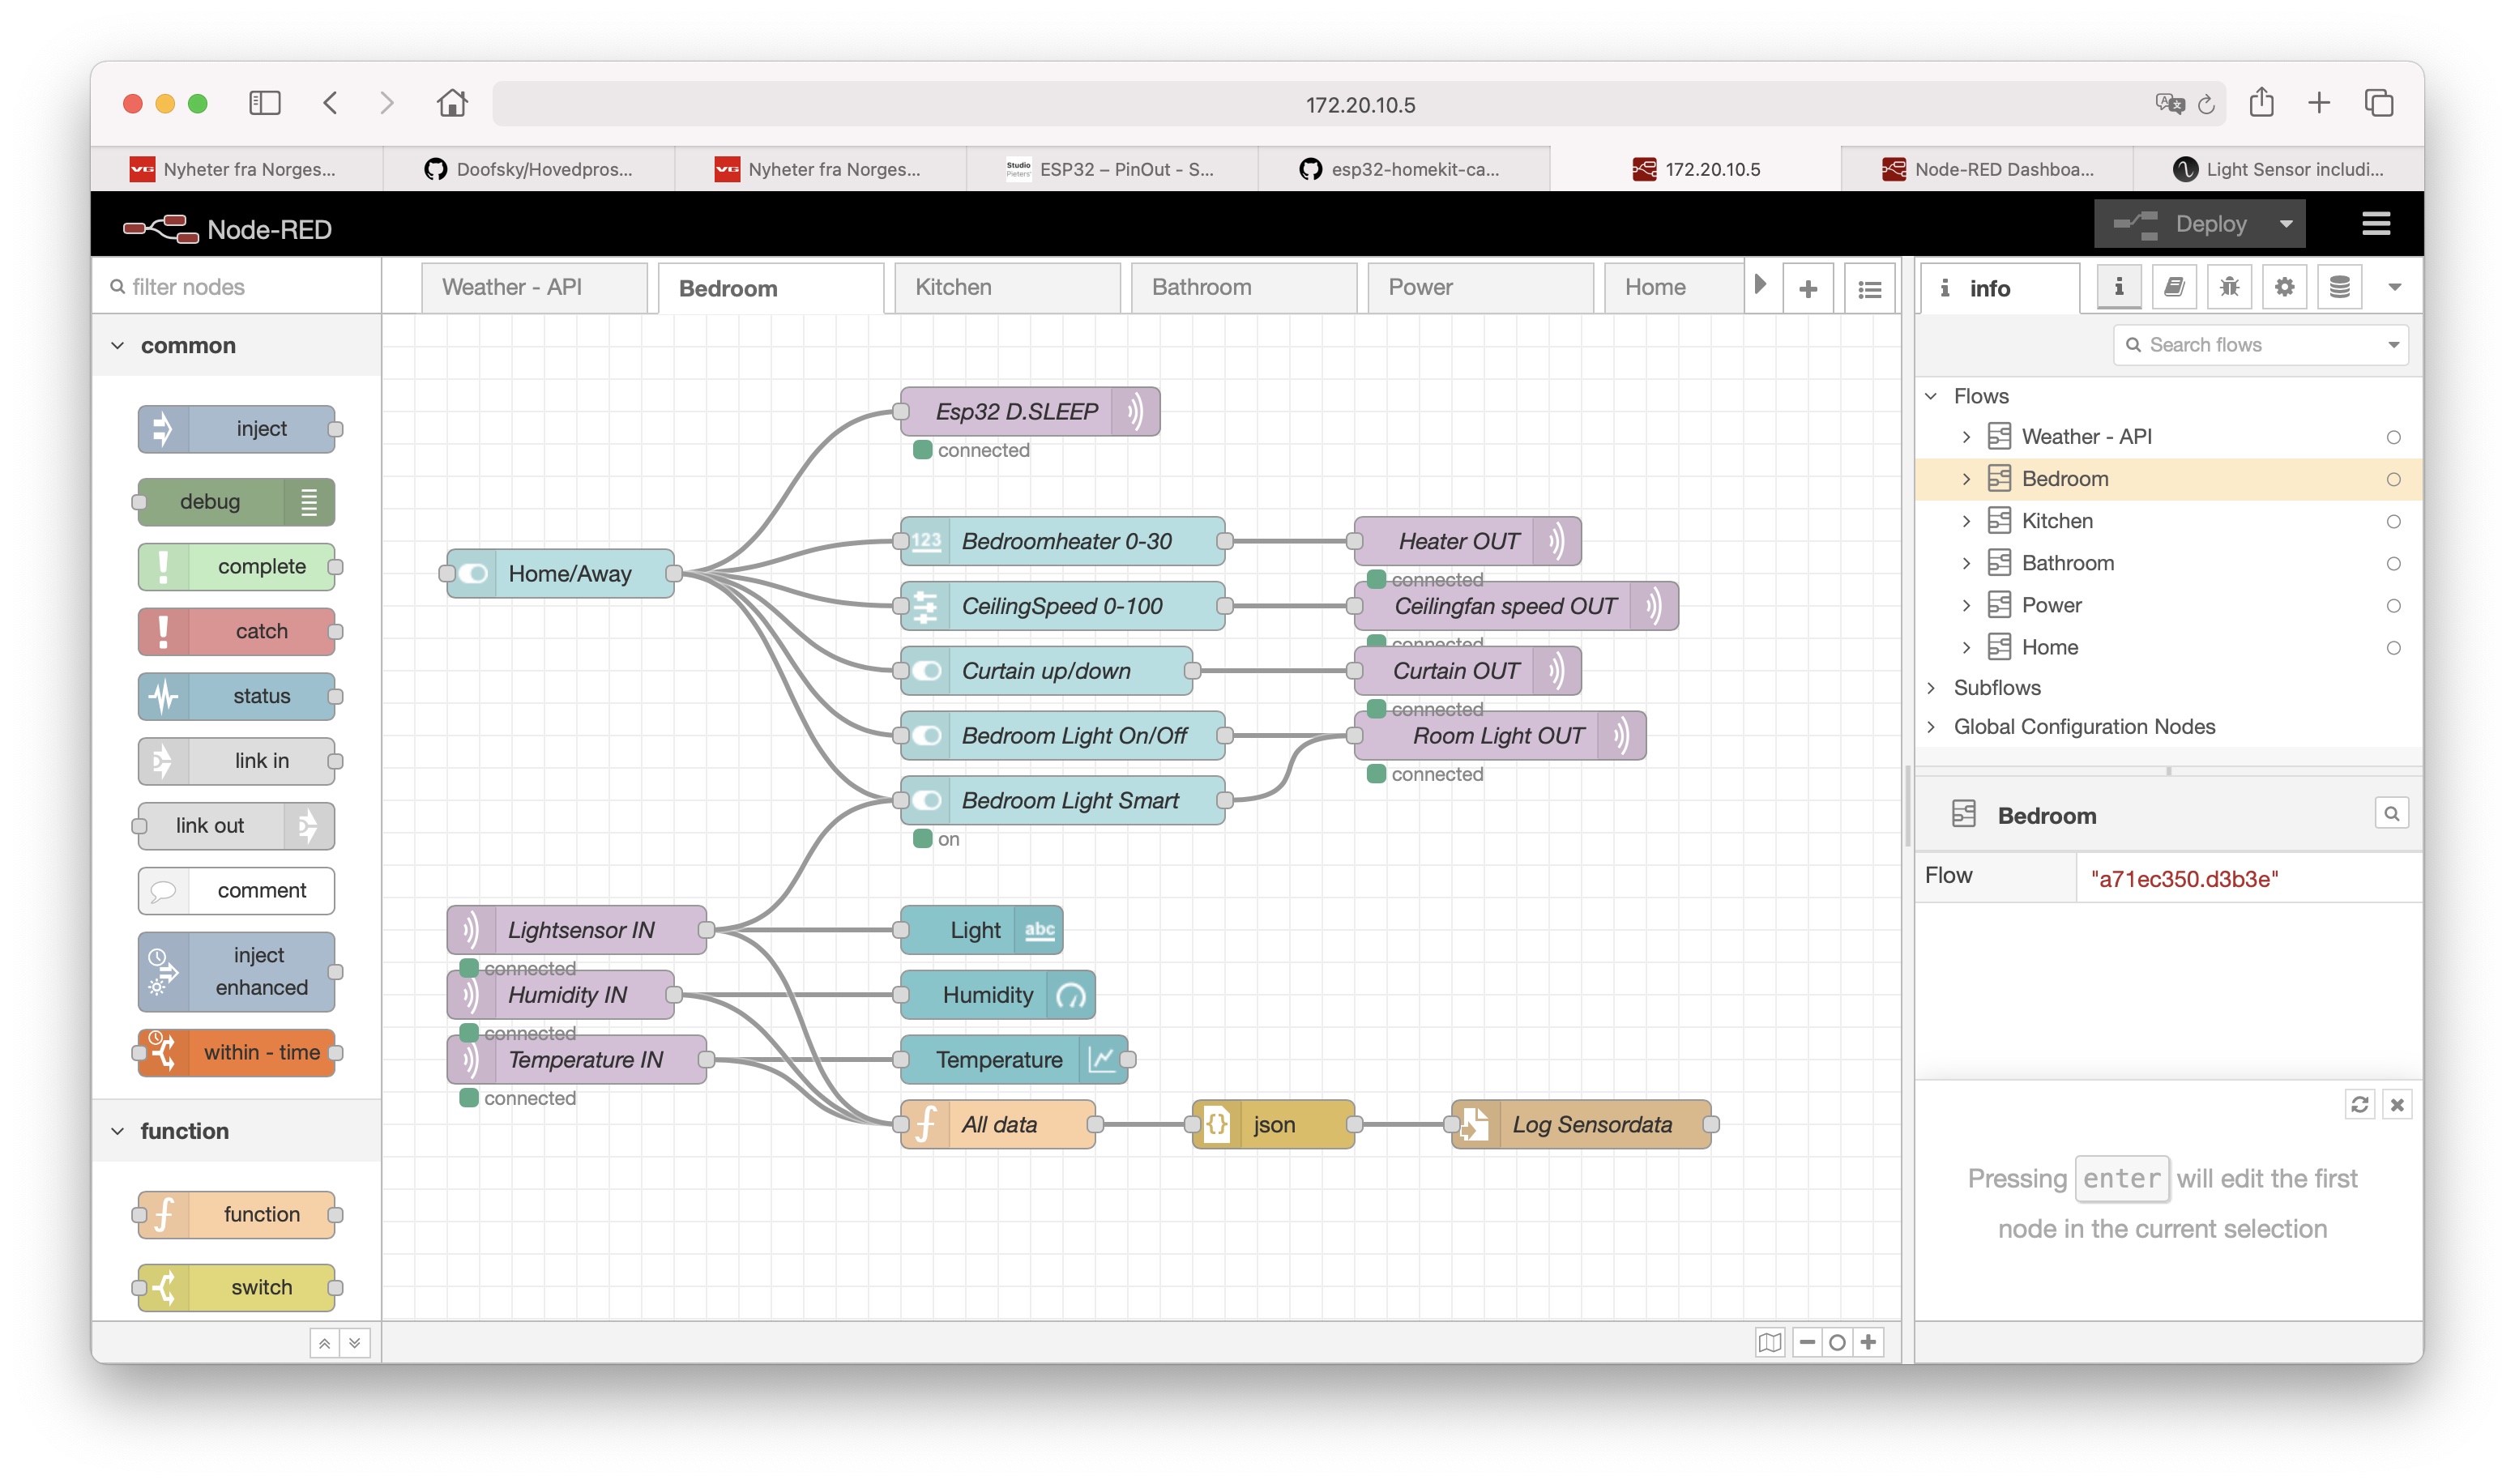 172.20.10.5
Nyheter fra Norges...
Doofsky/Hovedpros...
Nyheter fra Norges...
Studio Pieters
ESP32 – PinOut - S...
esp32-homekit-ca...
172.20.10.5
Node-RED Dashboa...
Light Sensor includi...
Node-RED
Deploy
filter nodes
Weather - API
Bedroom
Kitchen
Bathroom
Power
Home
info
common
inject
debug
complete
catch
status
link in
link out
comment
inject
enhanced
within - time
function
function
switch
Esp32 D.SLEEP
connected
Home/Away
123
Bedroomheater 0-30
Heater OUT
connected
CeilingSpeed 0-100
Ceilingfan speed OUT
connected
Curtain up/down
Curtain OUT
connected
Bedroom Light On/Off
Room Light OUT
connected
Bedroom Light Smart
on
Lightsensor IN
connected
Light
abc
Humidity IN
connected
Humidity
Temperature IN
connected
Temperature
All data
json
Log Sensordata
Search flows
Flows
Weather - API
Bedroom
Kitchen
Bathroom
Power
Home
Subflows
Global Configuration Nodes
Bedroom
Flow
"a71ec350.d3b3e"
Pressing enter will edit the first
node in the current selection